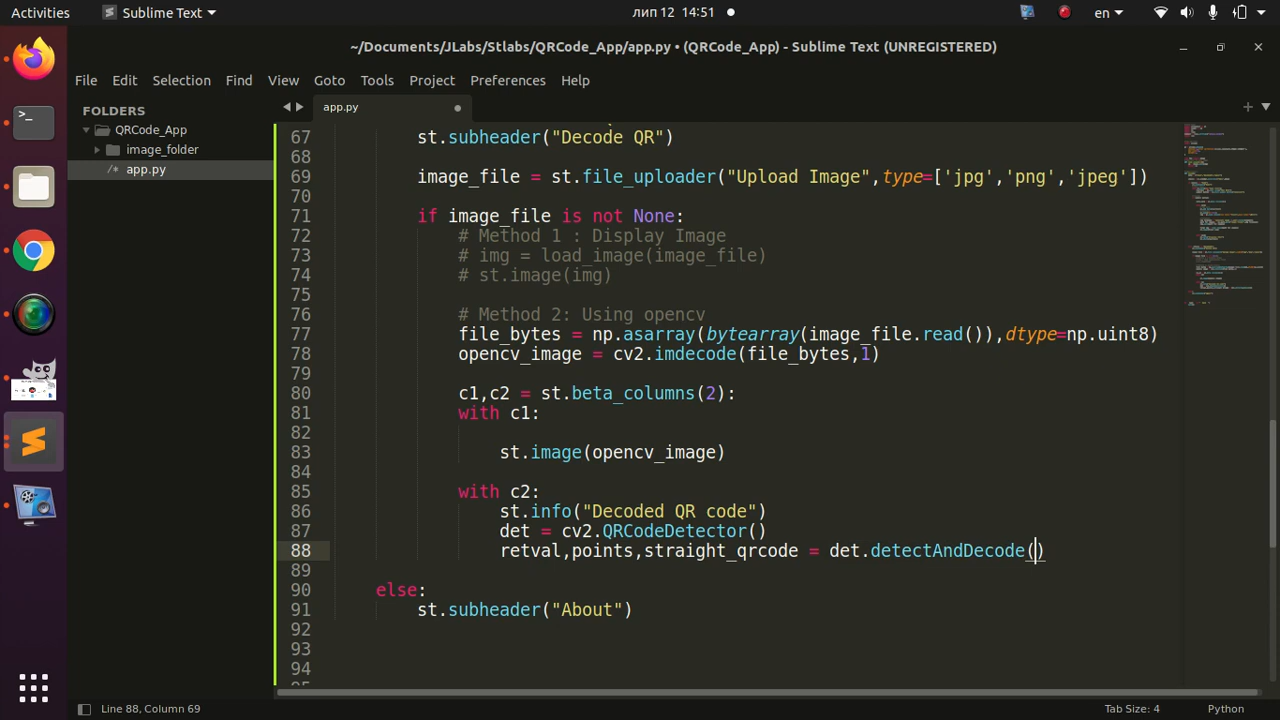 Activities
Sublime Text
лип 12 14:51
en
~/Documents/JLabs/Stlabs/QRCode_App/app.py • (QRCode_App) - Sublime Text (UNREGISTERED)
File Edit Selection Find View Goto Tools Project Preferences Help
FOLDERS
QRCode_App
image_folder
/* app.py
app.py
67 st.subheader("Decode QR")
68
69 image_file = st.file_uploader("Upload Image",type=['jpg','png','jpeg'])
70
71 if image_file is not None:
72 # Method 1 : Display Image
73 # img = load_image(image_file)
74 # st.image(img)
75
76 # Method 2: Using opencv
77 file_bytes = np.asarray(bytearray(image_file.read()),dtype=np.uint8)
78 opencv_image = cv2.imdecode(file_bytes,1)
79
80 c1,c2 = st.beta_columns(2):
81 with c1:
82
83 st.image(opencv_image)
84
85 with c2:
86 st.info("Decoded QR code")
87 det = cv2.QRCodeDetector()
88 retval,points,straight_qrcode = det.detectAndDecode()
89
90 else:
91 st.subheader("About")
92
93
94
Line 88, Column 69
Tab Size: 4
Python